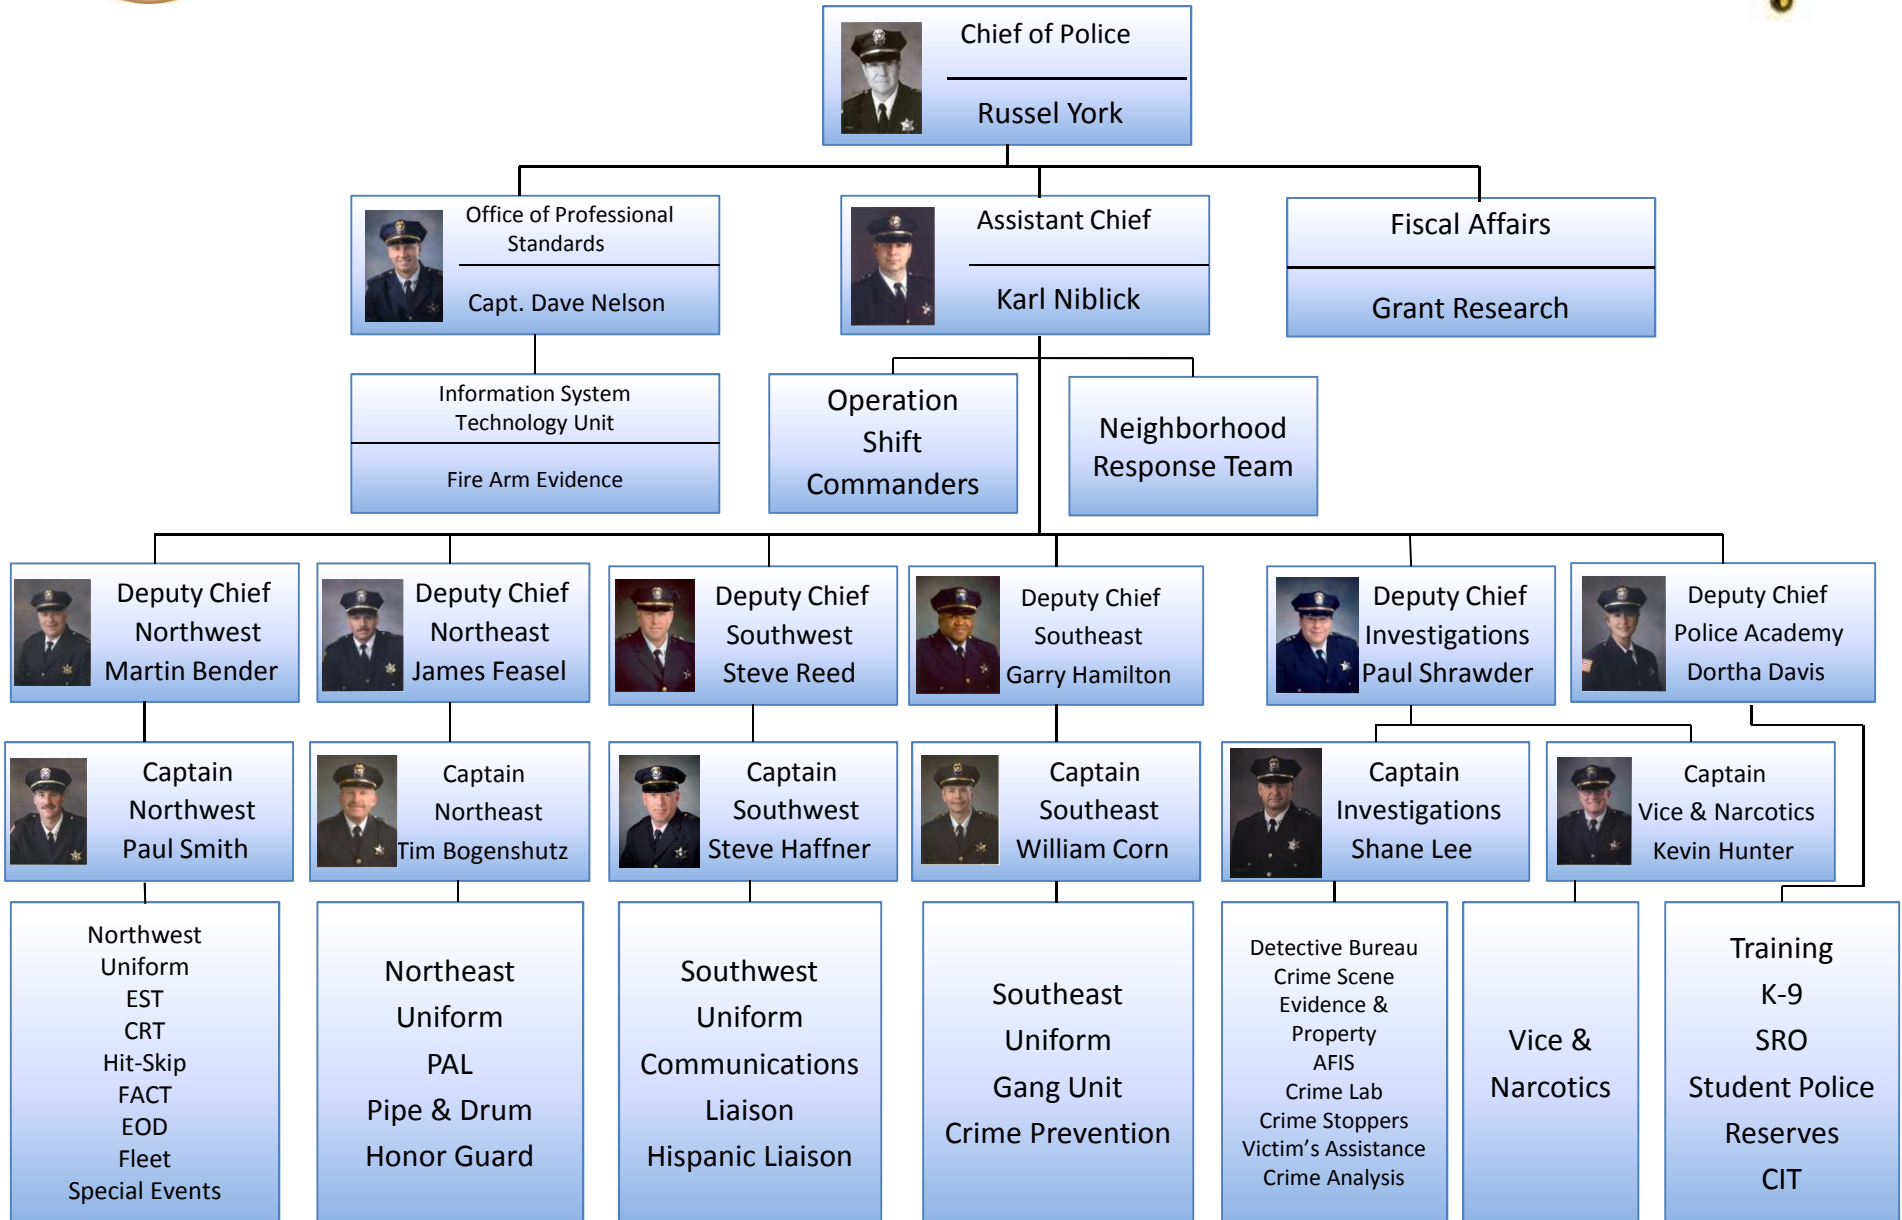 Chief of Police
Russel York
Office of Professional
Standards
Capt. Dave Nelson
Assistant Chief
Karl Niblick
Fiscal Affairs
Grant Research
Information System
Technology Unit
Fire Arm Evidence
Operation
Shift
Commanders
Neighborhood
Response Team
Deputy Chief
Northwest
Martin Bender
Deputy Chief
Northeast
James Feasel
Deputy Chief
Southwest
Steve Reed
Deputy Chief
Southeast
Garry Hamilton
Deputy Chief
Investigations
Paul Shrawder
Deputy Chief
Police Academy
Dortha Davis
Captain
Northwest
Paul Smith
Captain
Northeast
Tim Bogenshutz
Captain
Southwest
Steve Haffner
Captain
Southeast
William Corn
Captain
Investigations
Shane Lee
Captain
Vice & Narcotics
Kevin Hunter
Northwest
Uniform
EST
CRT
Hit-Skip
FACT
EOD
Fleet
Special Events
Northeast
Uniform
PAL
Pipe & Drum
Honor Guard
Southwest
Uniform
Communications
Liaison
Hispanic Liaison
Southeast
Uniform
Gang Unit
Crime Prevention
Detective Bureau
Crime Scene
Evidence &
Property
AFIS
Crime Lab
Crime Stoppers
Victim’s Assistance
Crime Analysis
Vice &
Narcotics
Training
K-9
SRO
Student Police
Reserves
CIT